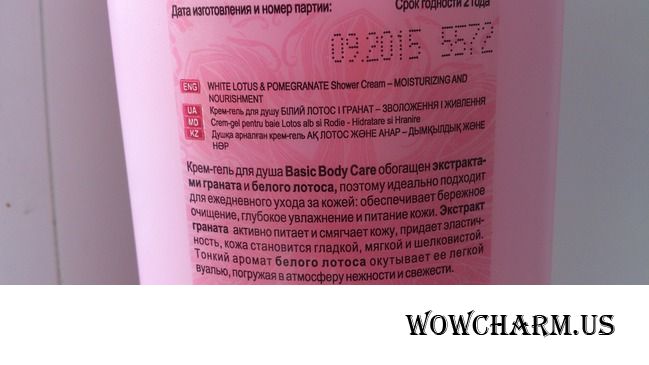 Дата изготовления и номер партии: Срок годности 2 года
09.2015 5572
ENG WHITE LOTUS & POMEGRANATE Shower Cream – MOISTURIZING AND
NOURISHMENT
UA Крем-гель для душу БІЛИЙ ЛОТОС І ГРАНАТ – ЗВОЛОЖЕННЯ І ЖИВЛЕННЯ
MD Crem-gel pentru baie Lotos alb si Rodie - Hidratare si Hranire
KZ Душқа арналған крем-гель АҚ ЛОТОС ЖӘНЕ АНАР – ДЫМҚЫЛДЫҚ ЖӘНЕ
НӘР
Крем-гель для душа Basic Body Care обогащен экстракта-
ми граната и белого лотоса, поэтому идеально подходит
для ежедневного ухода за кожей: обеспечивает бережное
очищение, глубокое увлажнение и питание кожи. Экстракт
граната активно питает и смягчает кожу, придает эластич-
ность, кожа становится гладкой, мягкой и шелковистой.
Тонкий аромат белого лотоса окутывает ее легкой
вуалью, погружая в атмосферу нежности и свежести.
WOWCHARM.US